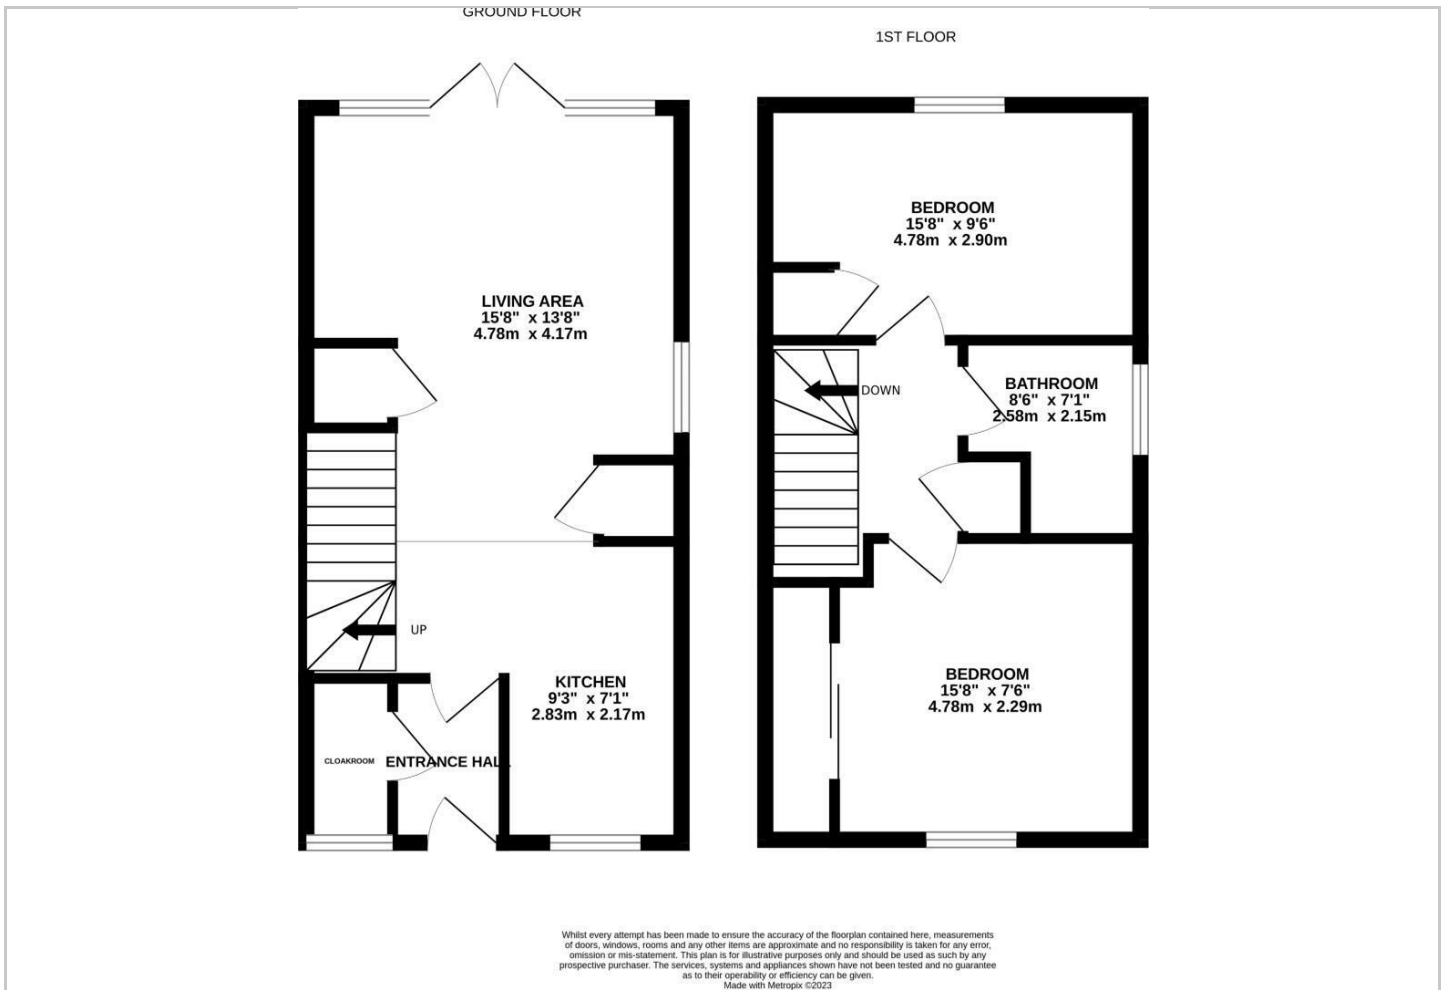 GROUND FLOOR
1ST FLOOR
LIVING AREA
15'8" x 13'8"
4.78m x 4.17m
UP
KITCHEN
9'3" x 7'1"
2.83m x 2.17m
CLOAKROOM
ENTRANCE HALL
BEDROOM
15'8" x 9'6"
4.78m x 2.90m
DOWN
BATHROOM
8'6" x 7'1"
2.58m x 2.15m
BEDROOM
15'8" x 7'6"
4.78m x 2.29m
Whilst every attempt has been made to ensure the accuracy of the floorplan contained here, measurements
of doors, windows, rooms and any other items are approximate and no responsibility is taken for any error,
omission or mis-statement. This plan is for illustrative purposes only and should be used as such by any
prospective purchaser. The services, systems and appliances shown have not been tested and no guarantee
as to their operability or efficiency can be given.
Made with Metropix ©2023